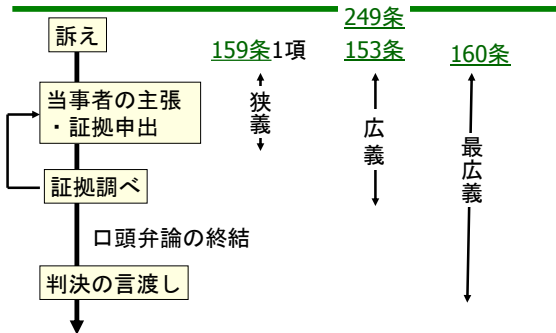 249条
訴え
159条1項
153条
160条
当事者の主張
・証拠申出
狭義
広義
最広義
証拠調べ
口頭弁論の終結
判決の言渡し